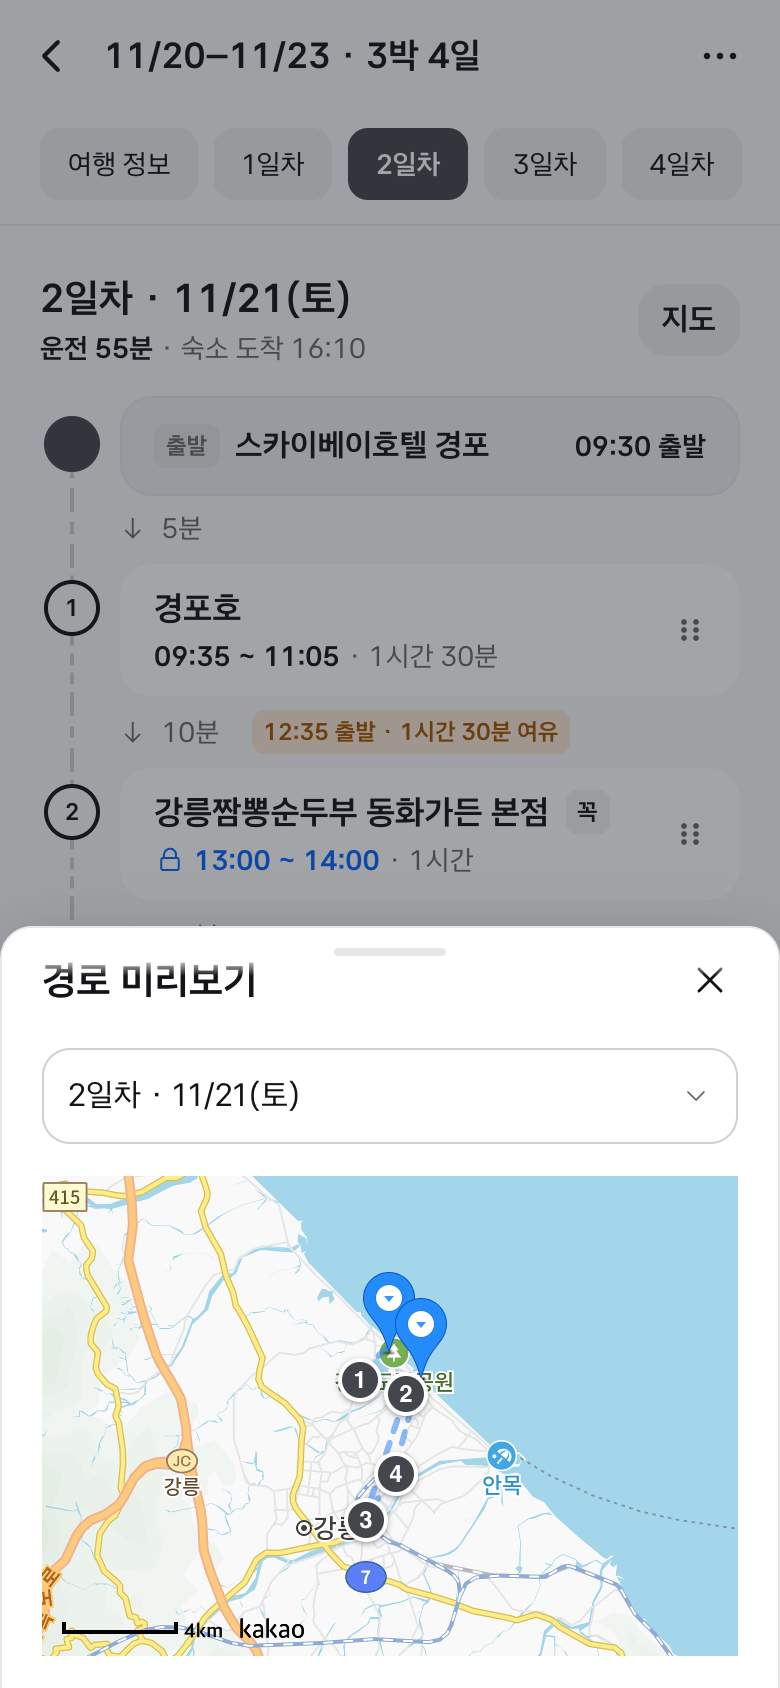 11/20–11/23 · 3박 4일
여행 정보
1일차
2일차
3일차
4일차
2일차 · 11/21(토)
운전 55분 · 숙소 도착 16:10
지도
출발 스카이베이호텔 경포 09:30 출발
5분
1
경포호
09:35 ~ 11:05 · 1시간 30분
10분 12:35 출발 · 1시간 30분 여유
2
강릉짬뽕순두부 동화가든 본점 꼭
13:00 ~ 14:00 · 1시간
경로 미리보기
2일차 · 11/21(토)
415
1
2
공원
4
JC
강릉
안목
3
7
4km kakao